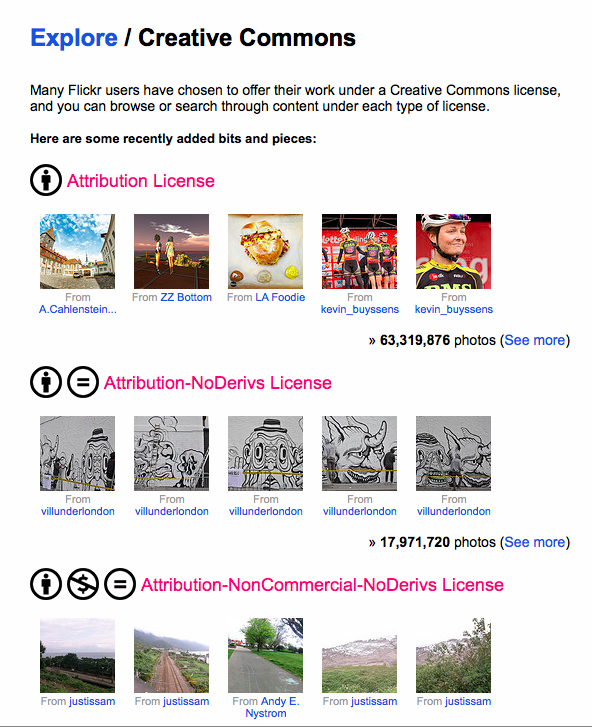 Explore / Creative Commons
Many Flickr users have chosen to offer their work under a Creative Commons license,
and you can browse or search through content under each type of license.
Here are some recently added bits and pieces:
Attribution License
From A.Cahlenstein...
From ZZ Bottom
From LA Foodie
From kevin_buyssens
From kevin_buyssens
» 63,319,876 photos (See more)
Attribution-NoDerivs License
From villunderlondon
From villunderlondon
From villunderlondon
From villunderlondon
From villunderlondon
» 17,971,720 photos (See more)
Attribution-NonCommercial-NoDerivs License
From justissam
From justissam
From Andy E.
Nystrom
From justissam
From justissam